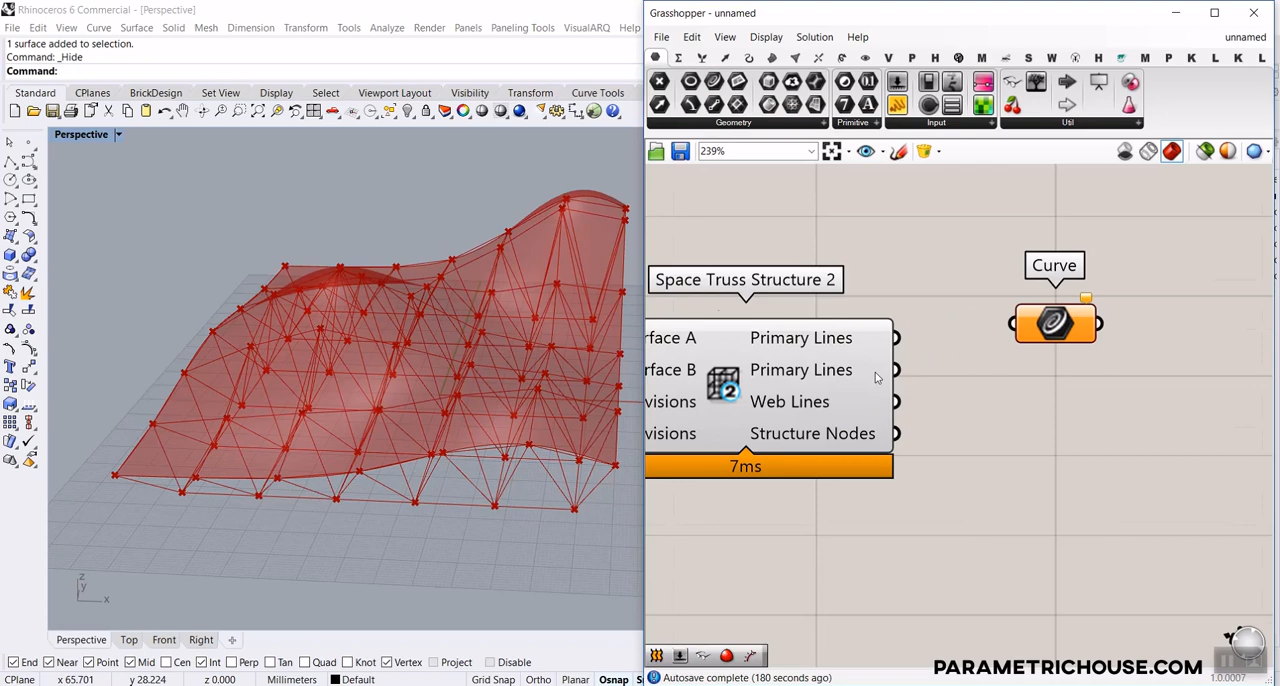 Rhinoceros 6 Commercial - [Perspective]
File Edit View Curve Surface Solid Mesh Dimension Transform Tools Analyze Render Panels Paneling Tools VisualARQ Help
1 surface added to selection.
Command: _Hide
Command:
Standard CPlanes BrickDesign Set View Display Select Viewport Layout Visibility Transform Curve Tools
Perspective
z
y
x
Perspective Top Front Right
End Near Point Mid Cen Int Perp Tan Quad Knot Vertex Project Disable
CPlane x 65.701 y 28.224 z 0.000 Millimeters Default Grid Snap Ortho Planar Osnap
Grasshopper - unnamed
File Edit View Display Solution Help unnamed
V P H M S W H M P K L K L
Geometry Primitive Input Util
239%
Curve
Space Truss Structure 2
rface A Primary Lines
rface B Primary Lines
visions Web Lines
visions Structure Nodes
2
7ms
PARAMETRICHOUSE.COM
Autosave complete (180 seconds ago) 1.0.0007